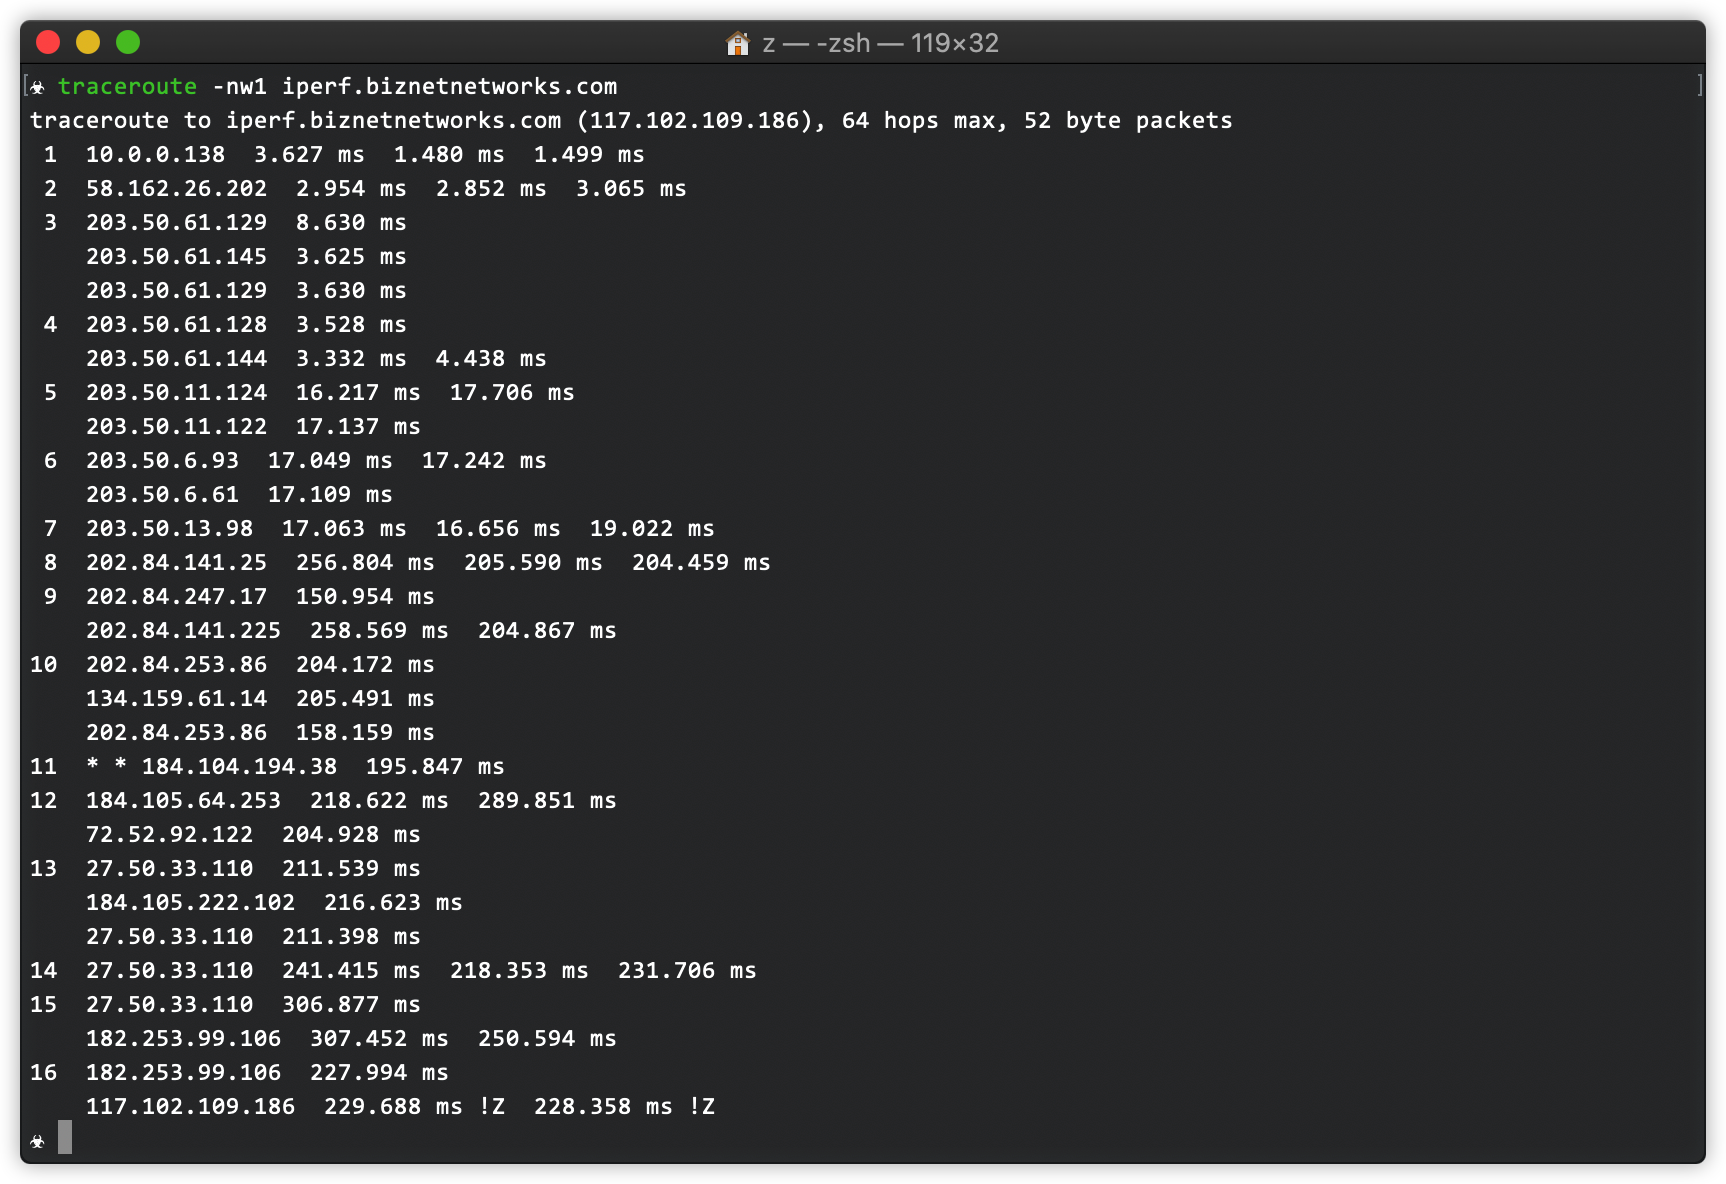 z — -zsh — 119×32
traceroute -nw1 iperf.biznetnetworks.com
traceroute to iperf.biznetnetworks.com (117.102.109.186), 64 hops max, 52 byte packets
 1  10.0.0.138  3.627 ms  1.480 ms  1.499 ms
 2  58.162.26.202  2.954 ms  2.852 ms  3.065 ms
 3  203.50.61.129  8.630 ms
    203.50.61.145  3.625 ms
    203.50.61.129  3.630 ms
 4  203.50.61.128  3.528 ms
    203.50.61.144  3.332 ms  4.438 ms
 5  203.50.11.124  16.217 ms  17.706 ms
    203.50.11.122  17.137 ms
 6  203.50.6.93  17.049 ms  17.242 ms
    203.50.6.61  17.109 ms
 7  203.50.13.98  17.063 ms  16.656 ms  19.022 ms
 8  202.84.141.25  256.804 ms  205.590 ms  204.459 ms
 9  202.84.247.17  150.954 ms
    202.84.141.225  258.569 ms  204.867 ms
10  202.84.253.86  204.172 ms
    134.159.61.14  205.491 ms
    202.84.253.86  158.159 ms
11  * * 184.104.194.38  195.847 ms
12  184.105.64.253  218.622 ms  289.851 ms
    72.52.92.122  204.928 ms
13  27.50.33.110  211.539 ms
    184.105.222.102  216.623 ms
    27.50.33.110  211.398 ms
14  27.50.33.110  241.415 ms  218.353 ms  231.706 ms
15  27.50.33.110  306.877 ms
    182.253.99.106  307.452 ms  250.594 ms
16  182.253.99.106  227.994 ms
    117.102.109.186  229.688 ms !Z  228.358 ms !Z